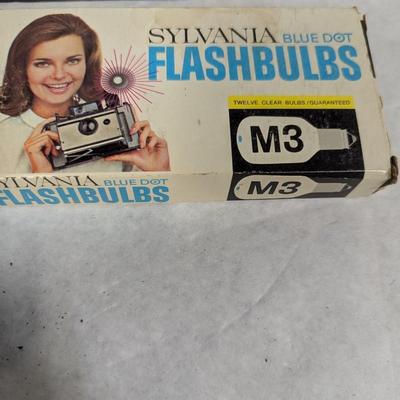 SYLVANIA BLUE DOT
FLASHBULBS
TWELVE CLEAR BULBS/GUARANTEED
M3
SYLVANIA BLUE DOT
FLASHBULBS
M3